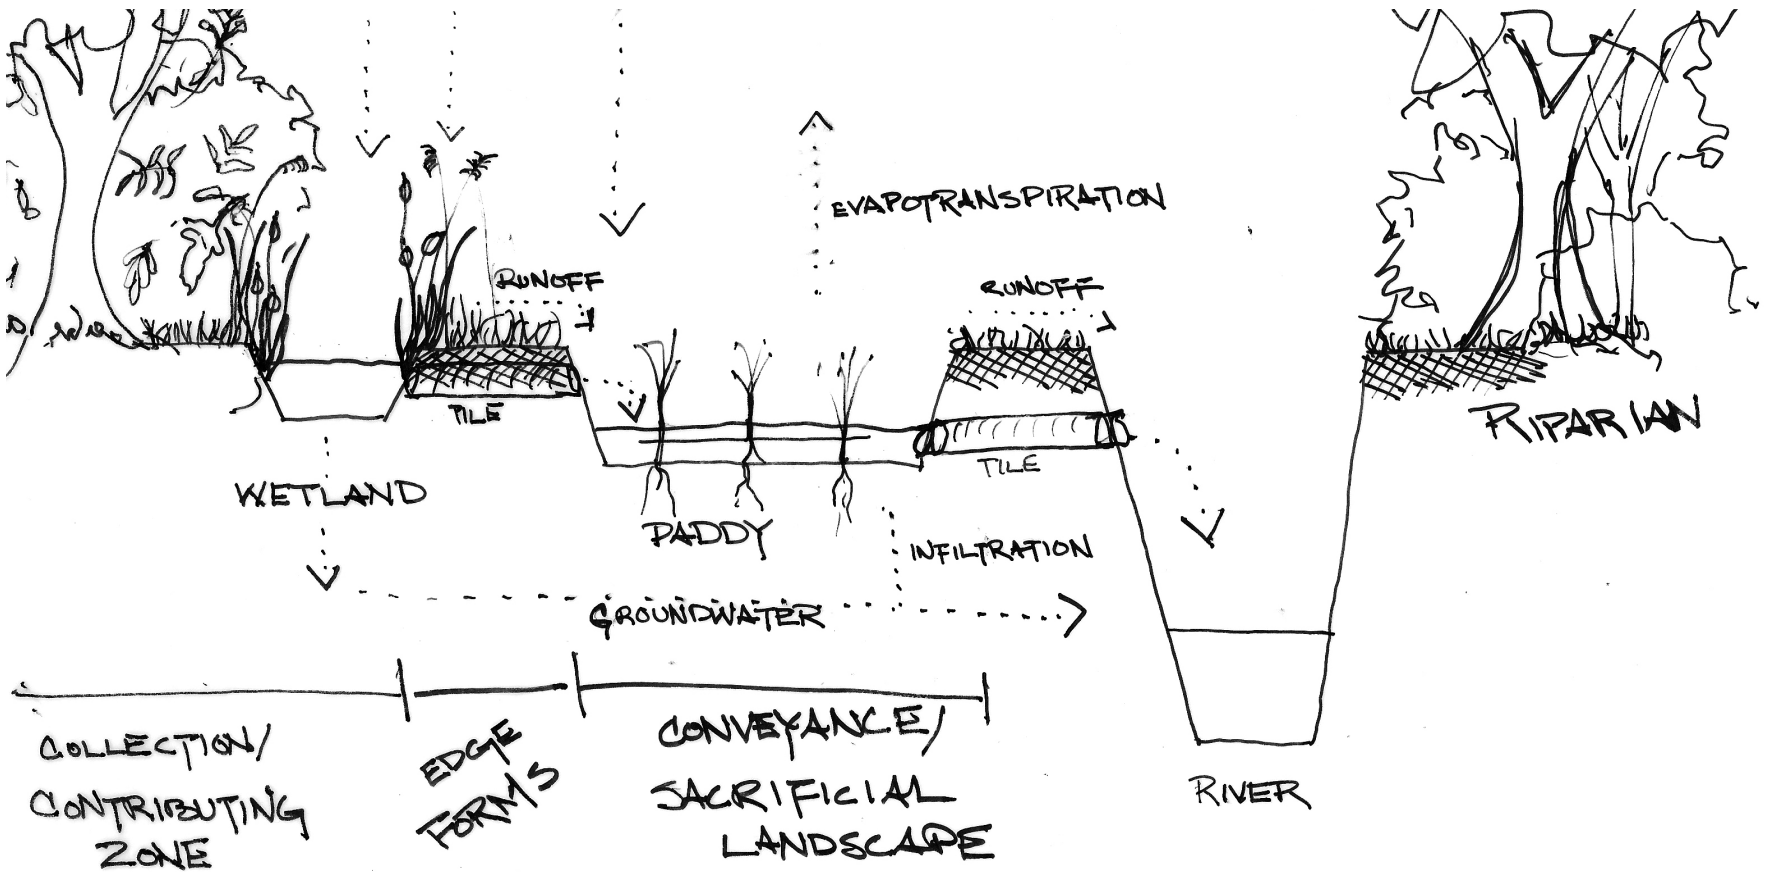 EVAPOTRANSPIRATION
RUNOFF
RUNOFF
TILE
RIPARIAN
TILE
WETLAND
PADDY
INFILTRATION
GROUNDWATER
COLLECTION/
CONTRIBUTING
ZONE
EDGE
FORMS
CONVEYANCE/
SACRIFICIAL
LANDSCAPE
RIVER